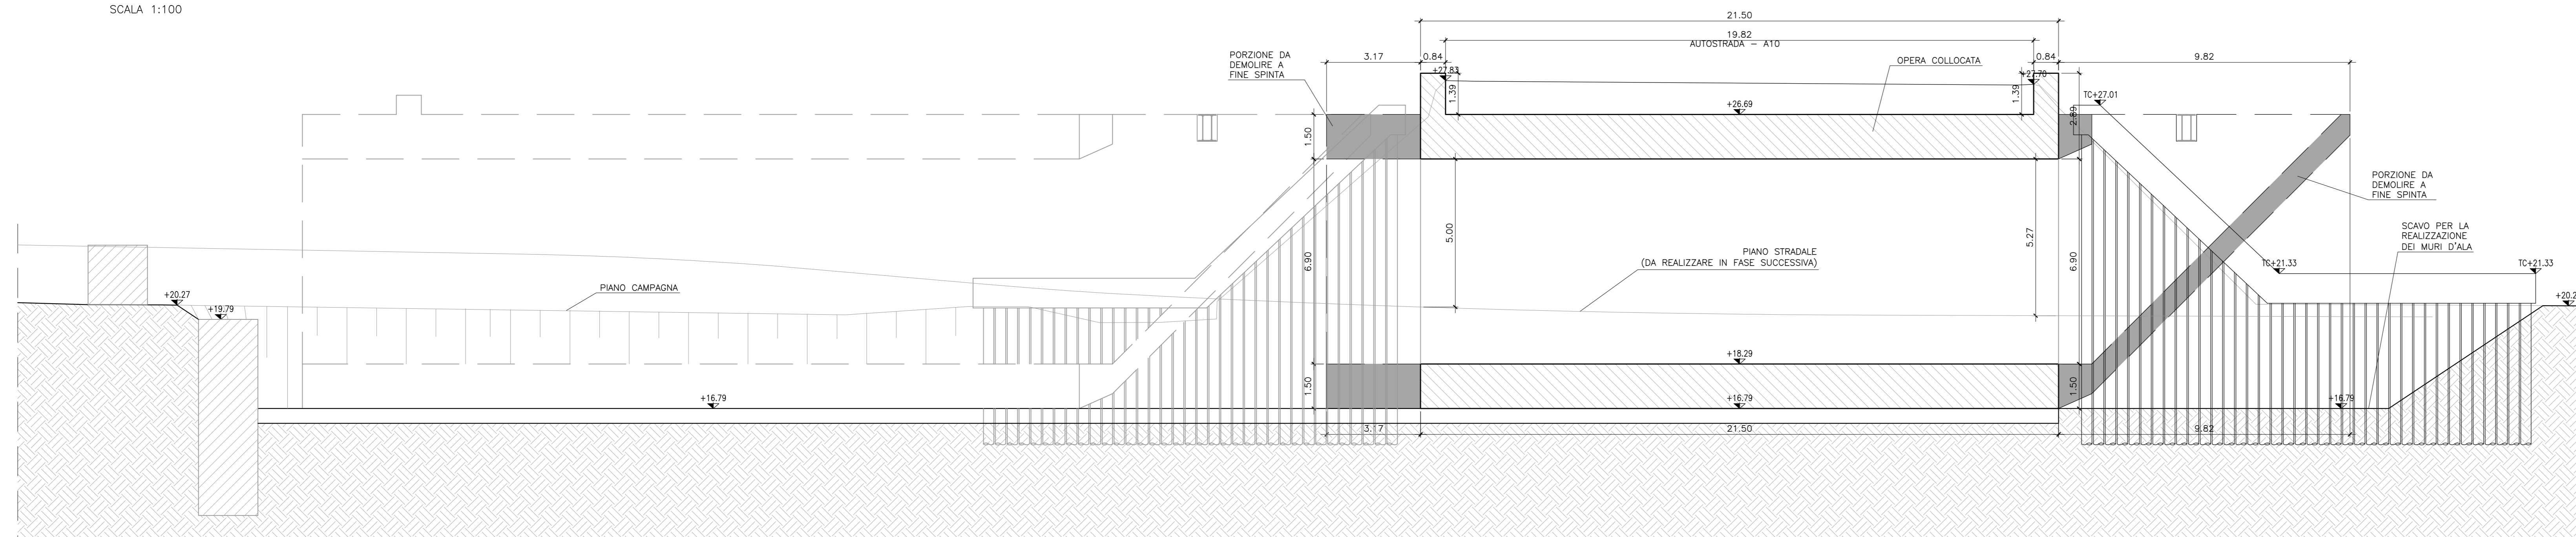 SCALA 1:100
21.50
19.82
AUTOSTRADA - A10
PORZIONE DA
DEMOLIRE A
FINE SPINTA
3.17
0.84
0.84
9.82
OPERA COLLOCATA
+27.83
+27.70
1.39
1.39
2.89
TC+27.01
+26.69
1.50
PORZIONE DA
DEMOLIRE A
FINE SPINTA
SCAVO PER LA
REALIZZAZIONE
DEI MURI D'ALA
5.00
5.27
6.90
6.90
PIANO STRADALE
(DA REALIZZARE IN FASE SUCCESSIVA)
TC+21.33
TC+21.33
PIANO CAMPAGNA
+20.27
+19.79
+20.2
+18.29
1.50
1.50
+16.79
+16.79
+16.79
3.17
21.50
9.82